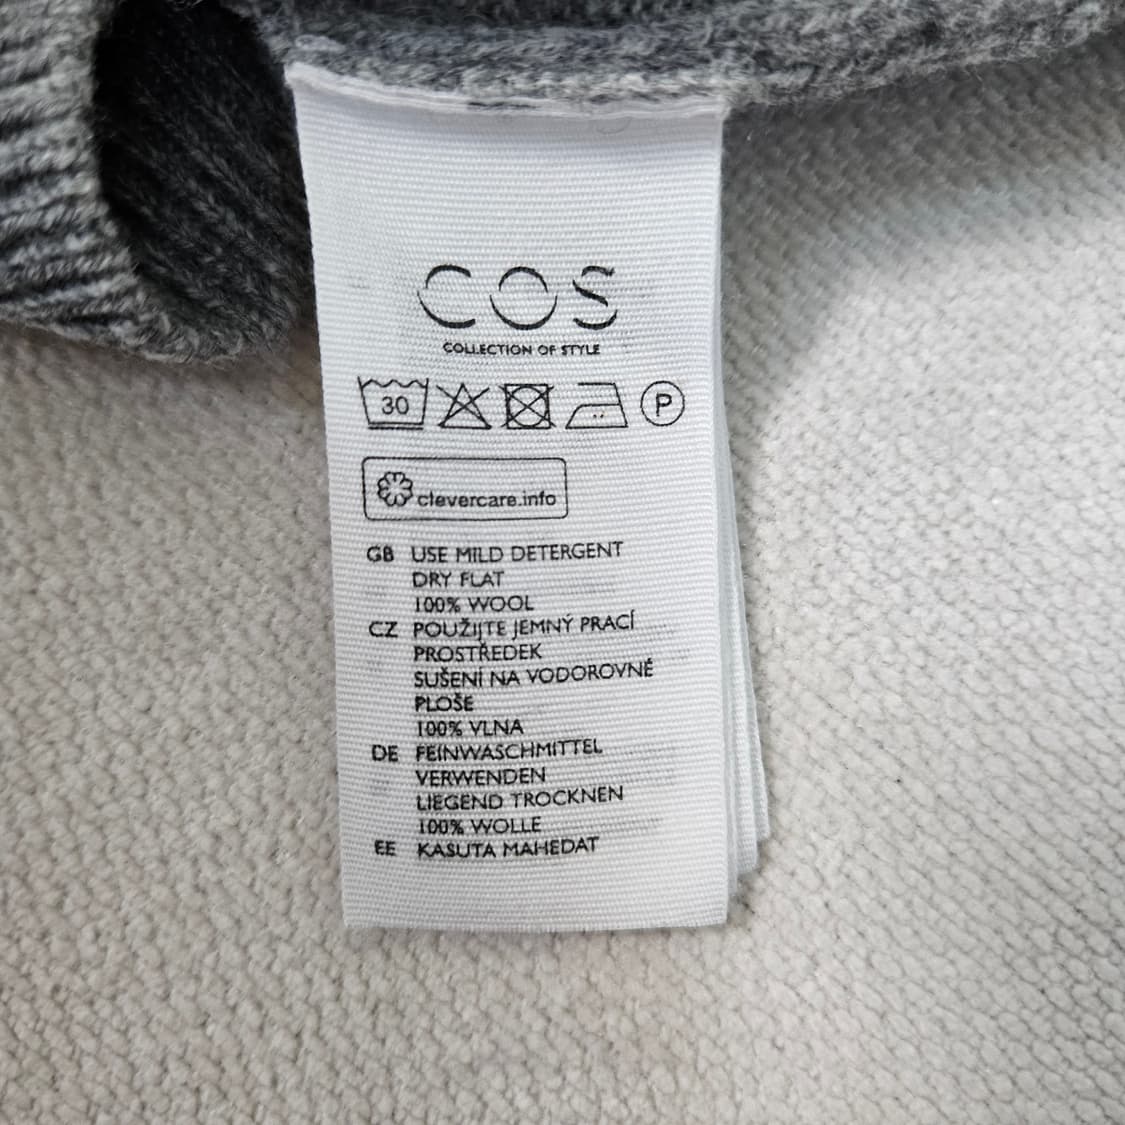 COS
COLLECTION OF STYLE
30 P
clevercare.info
GB USE MILD DETERGENT
DRY FLAT
100% WOOL
CZ POUŽIJTE JEMNÝ PRACÍ
PROSTŘEDEK
SUŠENÍ NA VODOROVNÉ
PLOŠE
100% VLNA
DE FEINWASCHMITTEL
VERWENDEN
LIEGEND TROCKNEN
100% WOLLE
EE KASUTA MAHEDAT